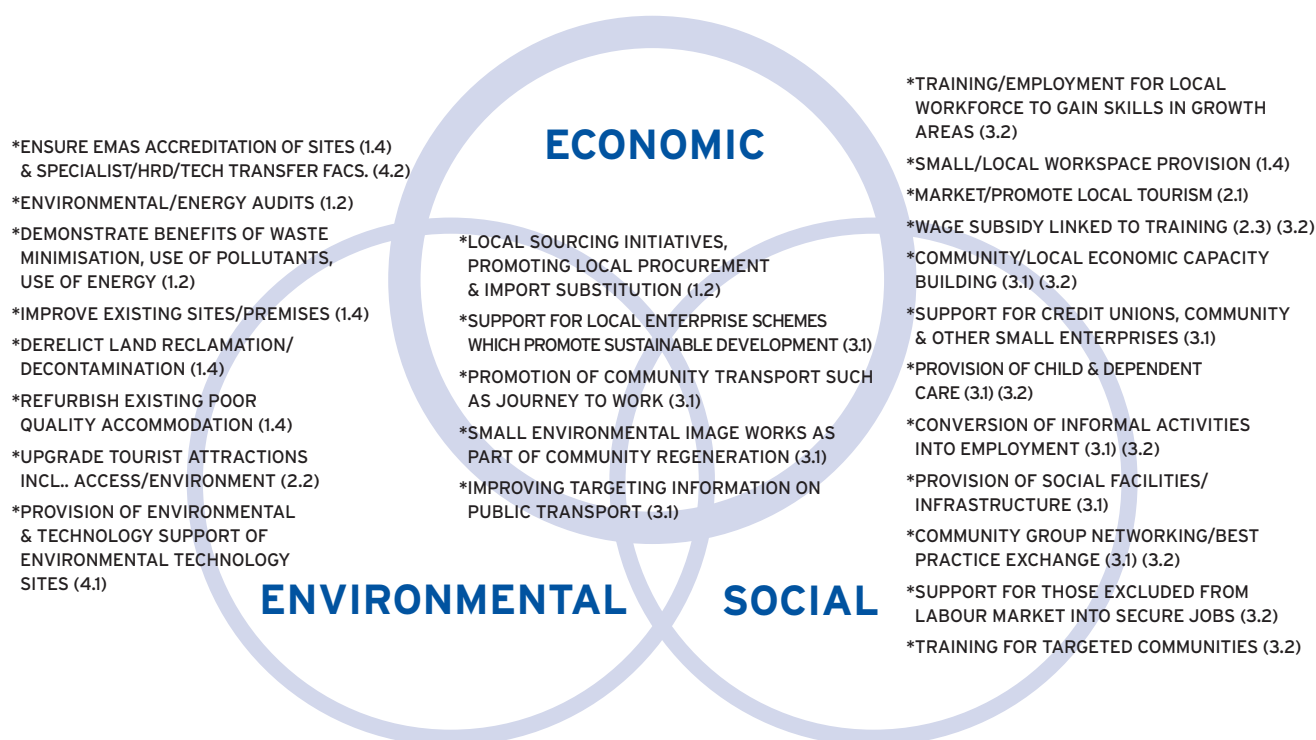 ECONOMIC
*ENSURE EMAS ACCREDITATION OF SITES (1.4)
& SPECIALIST/HRD/TECH TRANSFER FACS. (4.2)
*ENVIRONMENTAL/ENERGY AUDITS (1.2)
*DEMONSTRATE BENEFITS OF WASTE
MINIMISATION, USE OF POLLUTANTS,
USE OF ENERGY (1.2)
*IMPROVE EXISTING SITES/PREMISES (1.4)
*DERELICT LAND RECLAMATION/
DECONTAMINATION (1.4)
*REFURBISH EXISTING POOR
QUALITY ACCOMMODATION (1.4)
*UPGRADE TOURIST ATTRACTIONS
INCL.. ACCESS/ENVIRONMENT (2.2)
*PROVISION OF ENVIRONMENTAL
& TECHNOLOGY SUPPORT OF
ENVIRONMENTAL TECHNOLOGY
SITES (4.1)
*LOCAL SOURCING INITIATIVES,
PROMOTING LOCAL PROCUREMENT
& IMPORT SUBSTITUTION (1.2)
*SUPPORT FOR LOCAL ENTERPRISE SCHEMES
WHICH PROMOTE SUSTAINABLE DEVELOPMENT (3.1)
*PROMOTION OF COMMUNITY TRANSPORT SUCH
AS JOURNEY TO WORK (3.1)
*SMALL ENVIRONMENTAL IMAGE WORKS AS
PART OF COMMUNITY REGENERATION (3.1)
*IMPROVING TARGETING INFORMATION ON
PUBLIC TRANSPORT (3.1)
*TRAINING/EMPLOYMENT FOR LOCAL
WORKFORCE TO GAIN SKILLS IN GROWTH
AREAS (3.2)
*SMALL/LOCAL WORKSPACE PROVISION (1.4)
*MARKET/PROMOTE LOCAL TOURISM (2.1)
*WAGE SUBSIDY LINKED TO TRAINING (2.3) (3.2)
*COMMUNITY/LOCAL ECONOMIC CAPACITY
BUILDING (3.1) (3.2)
*SUPPORT FOR CREDIT UNIONS, COMMUNITY
& OTHER SMALL ENTERPRISES (3.1)
*PROVISION OF CHILD & DEPENDENT
CARE (3.1) (3.2)
*CONVERSION OF INFORMAL ACTIVITIES
INTO EMPLOYMENT (3.1) (3.2)
*PROVISION OF SOCIAL FACILITIES/
INFRASTRUCTURE (3.1)
*COMMUNITY GROUP NETWORKING/BEST
PRACTICE EXCHANGE (3.1) (3.2)
*SUPPORT FOR THOSE EXCLUDED FROM
LABOUR MARKET INTO SECURE JOBS (3.2)
*TRAINING FOR TARGETED COMMUNITIES (3.2)
ENVIRONMENTAL
SOCIAL